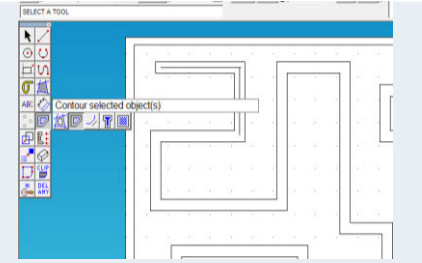 SELECT A TOOL
ABC
Contour selected object(s)
CLIP
DEL
ANY